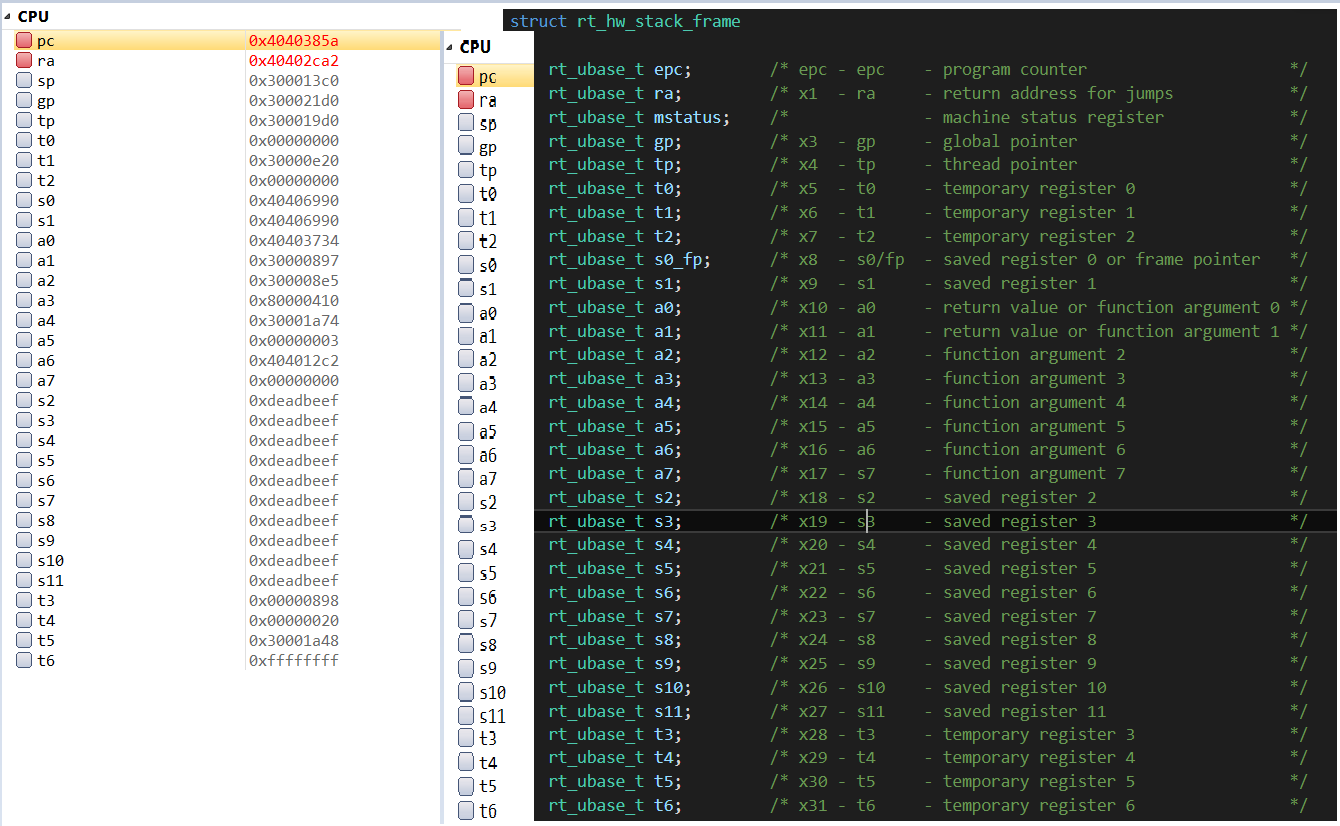 CPU
pc 0x4040385a
ra 0x40402ca2
sp 0x300013c0
gp 0x300021d0
tp 0x300019d0
t0 0x00000000
t1 0x30000e20
t2 0x00000000
s0 0x40406990
s1 0x40406990
a0 0x40403734
a1 0x30000897
a2 0x300008e5
a3 0x80000410
a4 0x30001a74
a5 0x00000003
a6 0x404012c2
a7 0x00000000
s2 0xdeadbeef
s3 0xdeadbeef
s4 0xdeadbeef
s5 0xdeadbeef
s6 0xdeadbeef
s7 0xdeadbeef
s8 0xdeadbeef
s9 0xdeadbeef
s10 0xdeadbeef
s11 0xdeadbeef
t3 0x00000898
t4 0x00000020
t5 0x30001a48
t6 0xffffffff
CPU
pc
ra
sp
gp
tp
t0
t1
t2
s0
s1
a0
a1
a2
a3
a4
a5
a6
a7
s2
s3
s4
s5
s6
s7
s8
s9
s10
s11
t3
t4
t5
t6
struct rt_hw_stack_frame
rt_ubase_t epc; /* epc - epc - program counter */
rt_ubase_t ra; /* x1 - ra - return address for jumps */
rt_ubase_t mstatus; /* - machine status register */
rt_ubase_t gp; /* x3 - gp - global pointer */
rt_ubase_t tp; /* x4 - tp - thread pointer */
rt_ubase_t t0; /* x5 - t0 - temporary register 0 */
rt_ubase_t t1; /* x6 - t1 - temporary register 1 */
rt_ubase_t t2; /* x7 - t2 - temporary register 2 */
rt_ubase_t s0_fp; /* x8 - s0/fp - saved register 0 or frame pointer */
rt_ubase_t s1; /* x9 - s1 - saved register 1 */
rt_ubase_t a0; /* x10 - a0 - return value or function argument 0 */
rt_ubase_t a1; /* x11 - a1 - return value or function argument 1 */
rt_ubase_t a2; /* x12 - a2 - function argument 2 */
rt_ubase_t a3; /* x13 - a3 - function argument 3 */
rt_ubase_t a4; /* x14 - a4 - function argument 4 */
rt_ubase_t a5; /* x15 - a5 - function argument 5 */
rt_ubase_t a6; /* x16 - a6 - function argument 6 */
rt_ubase_t a7; /* x17 - s7 - function argument 7 */
rt_ubase_t s2; /* x18 - s2 - saved register 2 */
rt_ubase_t s3; /* x19 - s3 - saved register 3 */
rt_ubase_t s4; /* x20 - s4 - saved register 4 */
rt_ubase_t s5; /* x21 - s5 - saved register 5 */
rt_ubase_t s6; /* x22 - s6 - saved register 6 */
rt_ubase_t s7; /* x23 - s7 - saved register 7 */
rt_ubase_t s8; /* x24 - s8 - saved register 8 */
rt_ubase_t s9; /* x25 - s9 - saved register 9 */
rt_ubase_t s10; /* x26 - s10 - saved register 10 */
rt_ubase_t s11; /* x27 - s11 - saved register 11 */
rt_ubase_t t3; /* x28 - t3 - temporary register 3 */
rt_ubase_t t4; /* x29 - t4 - temporary register 4 */
rt_ubase_t t5; /* x30 - t5 - temporary register 5 */
rt_ubase_t t6; /* x31 - t6 - temporary register 6 */